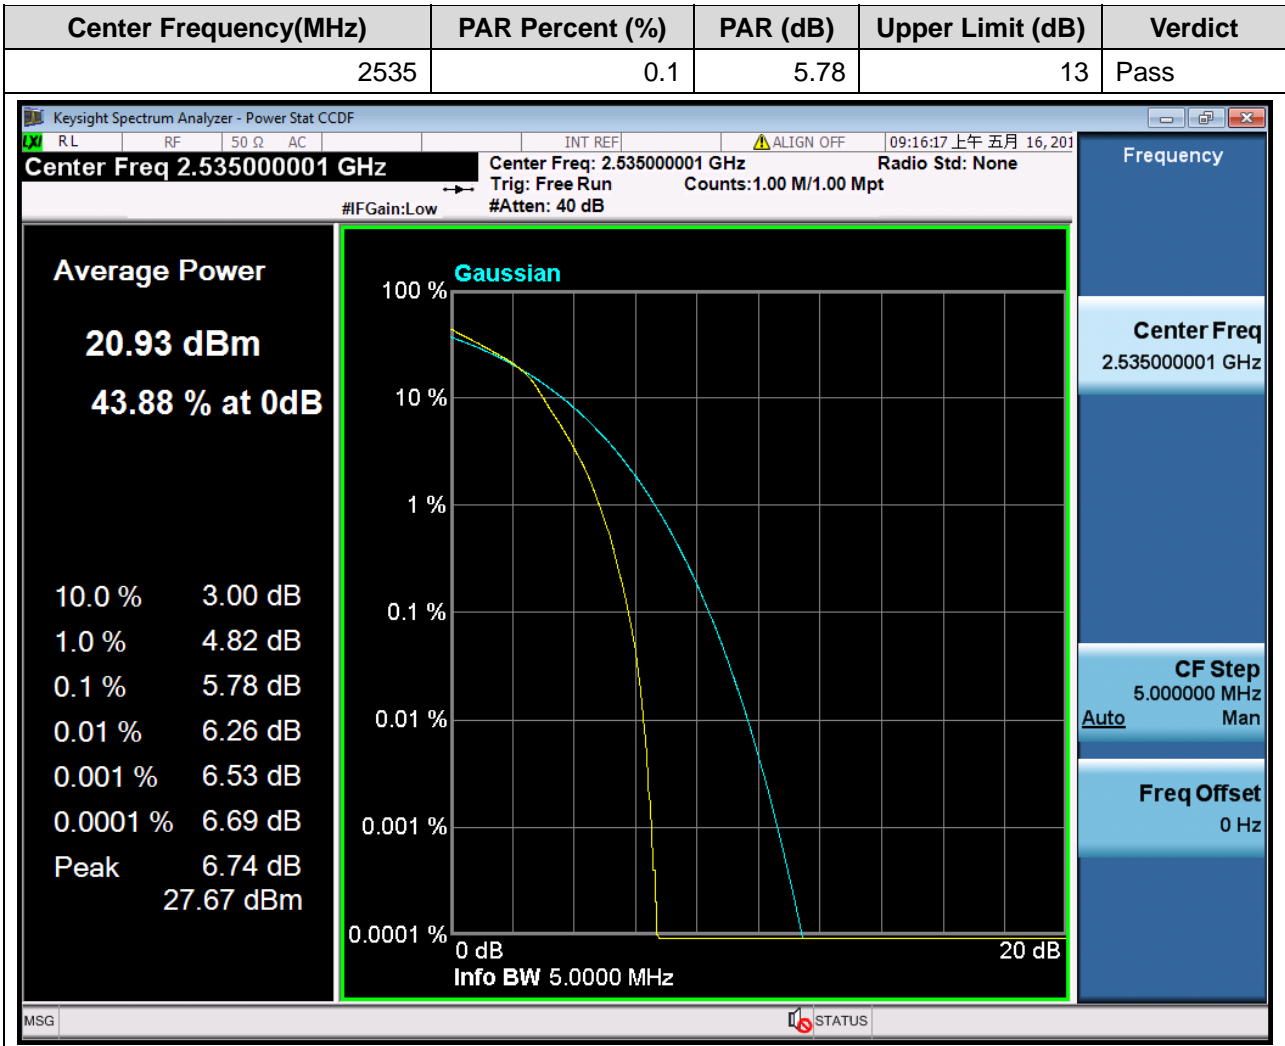 Center Frequency(MHz) PAR Percent (%) PAR (dB) Upper Limit (dB) Verdict
2535 0.1 5.78 13 Pass
Keysight Spectrum Analyzer - Power Stat CCDF
LXI RL RF 50 Ω AC INT REF ALIGN OFF 09:16:17 上午 五月 16, 201
Center Freq 2.535000001 GHz
#IFGain:Low
Center Freq: 2.535000001 GHz Radio Std: None
Trig: Free Run Counts:1.00 M/1.00 Mpt
#Atten: 40 dB
Average Power
20.93 dBm
43.88 % at 0dB
10.0 % 3.00 dB
1.0 % 4.82 dB
0.1 % 5.78 dB
0.01 % 6.26 dB
0.001 % 6.53 dB
0.0001 % 6.69 dB
Peak 6.74 dB
27.67 dBm
Gaussian
100 %
10 %
1 %
0.1 %
0.01 %
0.001 %
0.0001 %
0 dB 20 dB
Info BW 5.0000 MHz
Frequency
Center Freq
2.535000001 GHz
CF Step
5.000000 MHz
Auto Man
Freq Offset
0 Hz
MSG STATUS